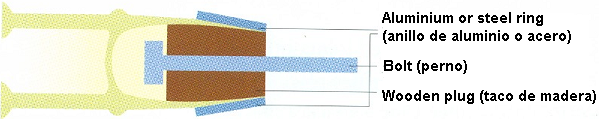 Aluminium or steel ring
(anillo de aluminio o acero)
Bolt (perno)
Wooden plug (taco de madera)